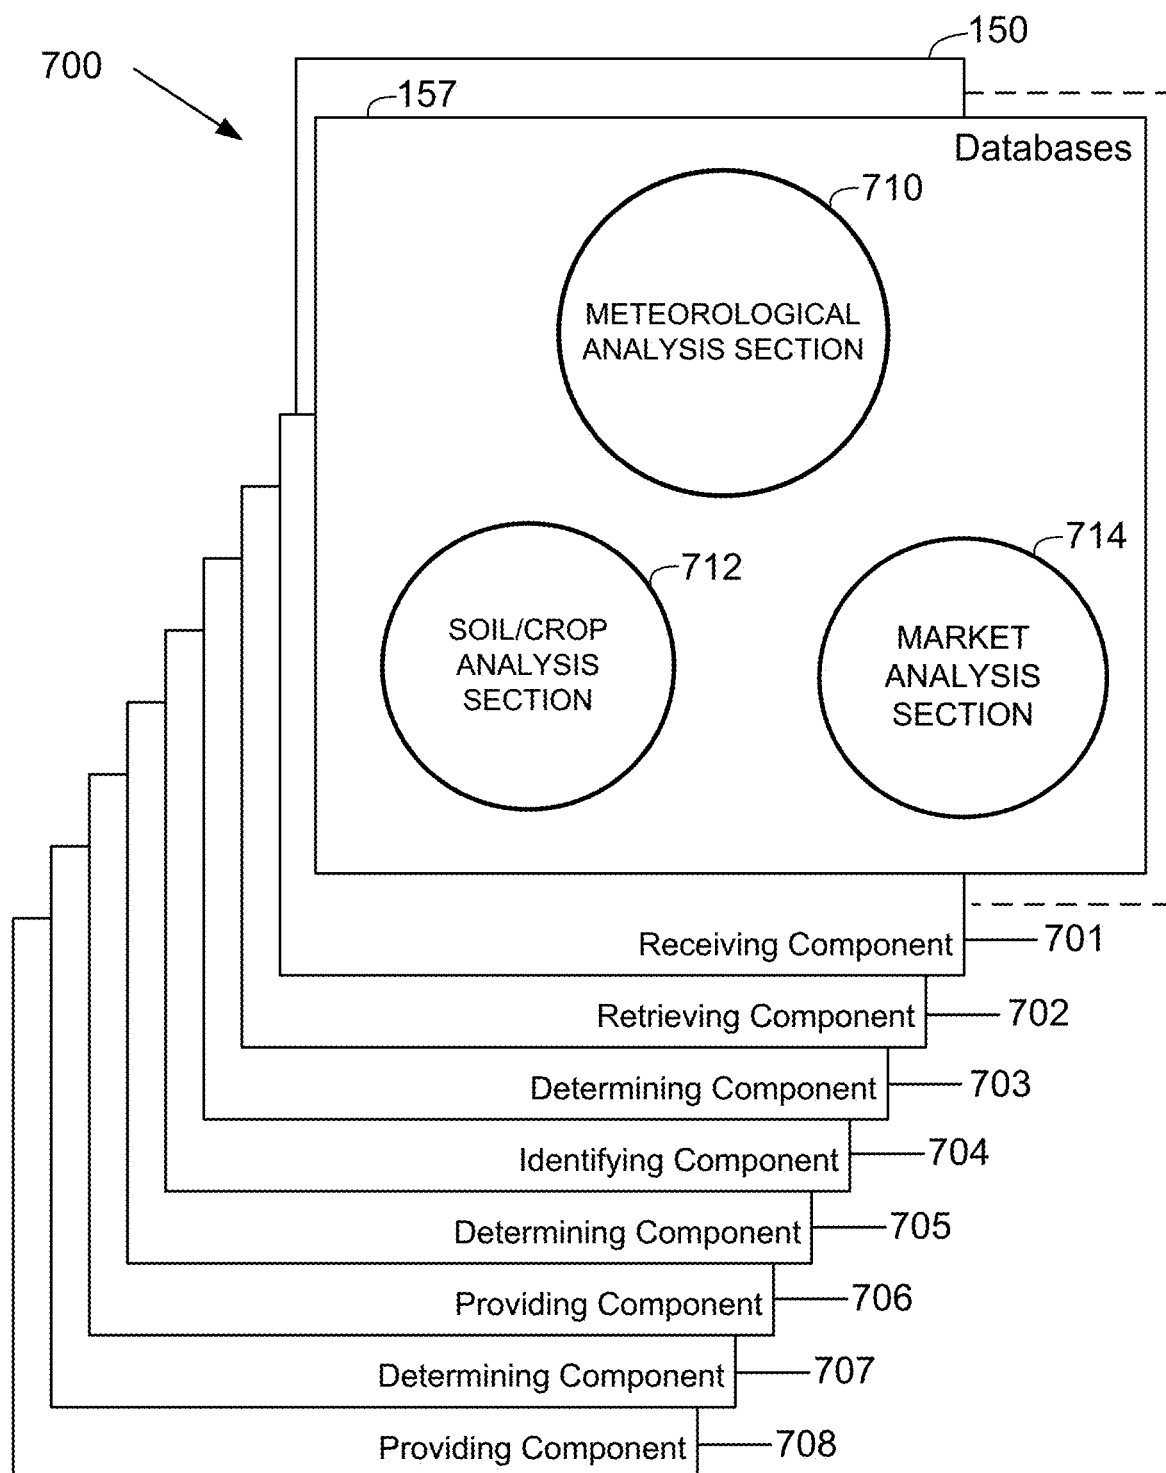 150
700
157
Databases
710
METEOROLOGICAL
ANALYSIS SECTION
714
712
SOIL/CROP
ANALYSIS
SECTION
MARKET
ANALYSIS
SECTION
Receiving Component
701
Retrieving Component
702
Determining Component
703
Identifying Component
704
Determining Component
705
Providing Component
706
Determining Component
707
Providing Component
708